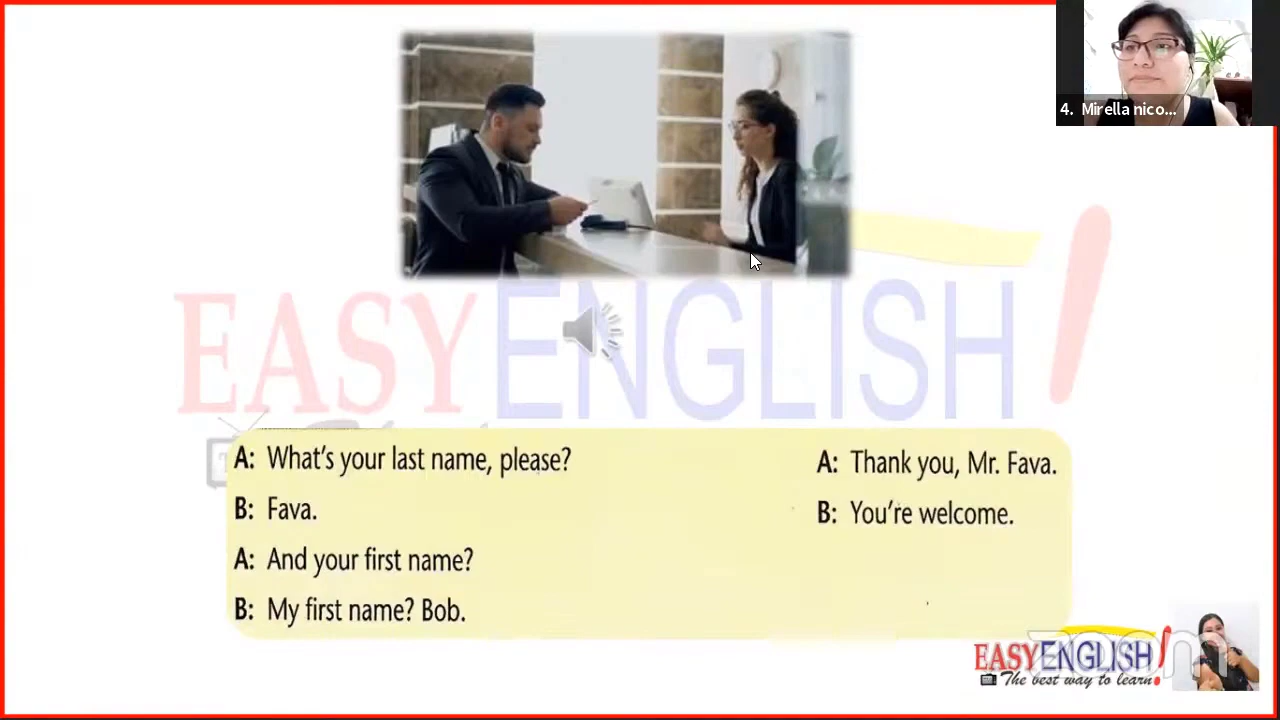 4. Mirella nico...
EASY ENGLISH!
A: What's your last name, please?
B: Fava.
A: And your first name?
B: My first name? Bob.
A: Thank you, Mr. Fava.
B: You're welcome.
zoom
EASY ENGLISH!
The best way to learn!